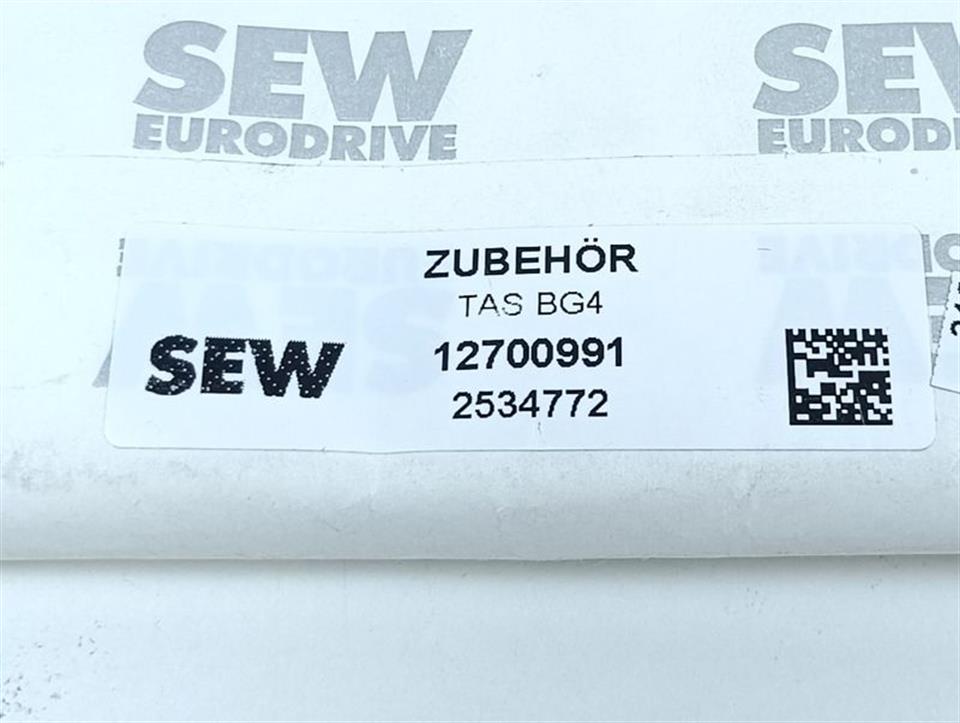 SEW
EURODRIVE
SEW
EURODRIVE
ZUBEHÖR
TAS BG4
SEW
12700991
2534772